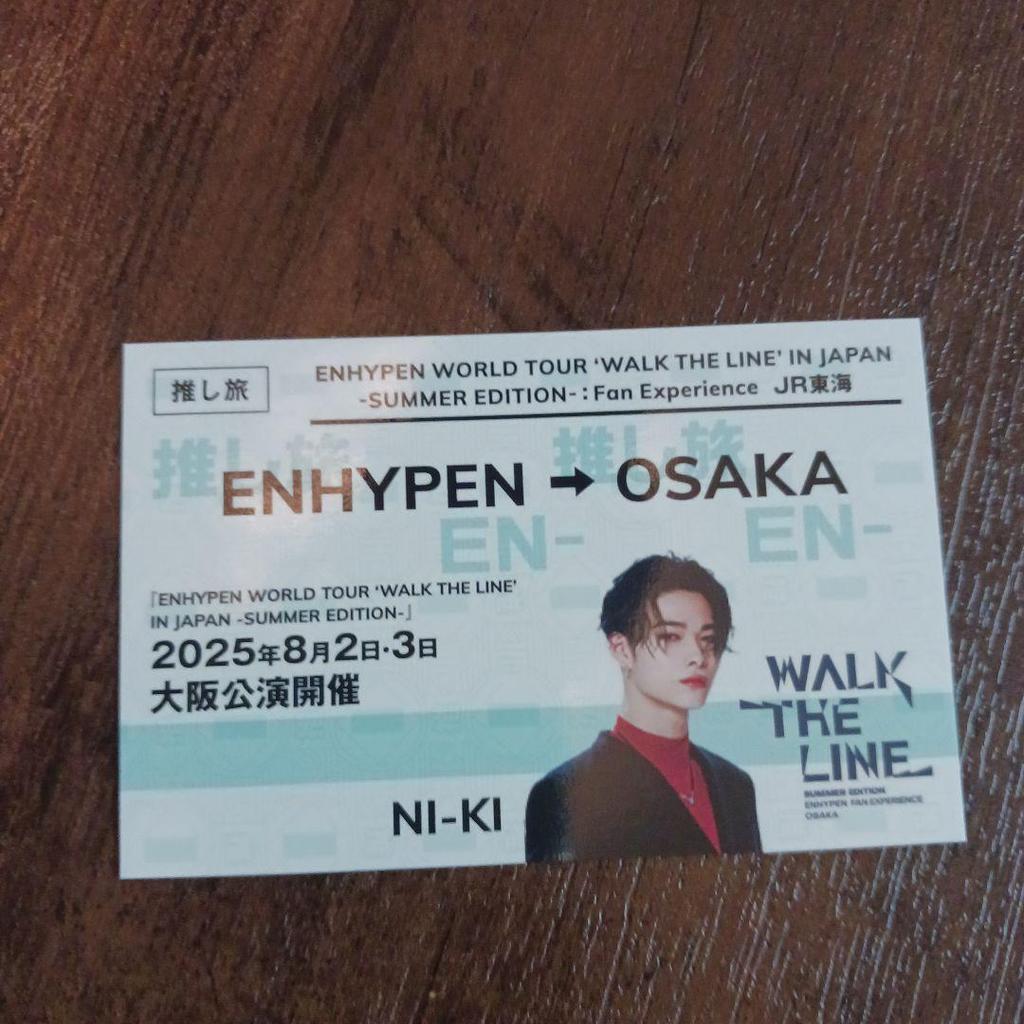 推し旅
ENHYPEN WORLD TOUR ‘WALK THE LINE’ IN JAPAN
-SUMMER EDITION-：Fan Experience JR東海
推し旅 推し旅
ENHYPEN → OSAKA
EN- EN-
『ENHYPEN WORLD TOUR ‘WALK THE LINE’
IN JAPAN -SUMMER EDITION-』
2025年8月2日・3日
大阪公演開催
WALK
THE
LINE
SUMMER EDITION
ENHYPEN FAN EXPERIENCE
OSAKA
NI-KI